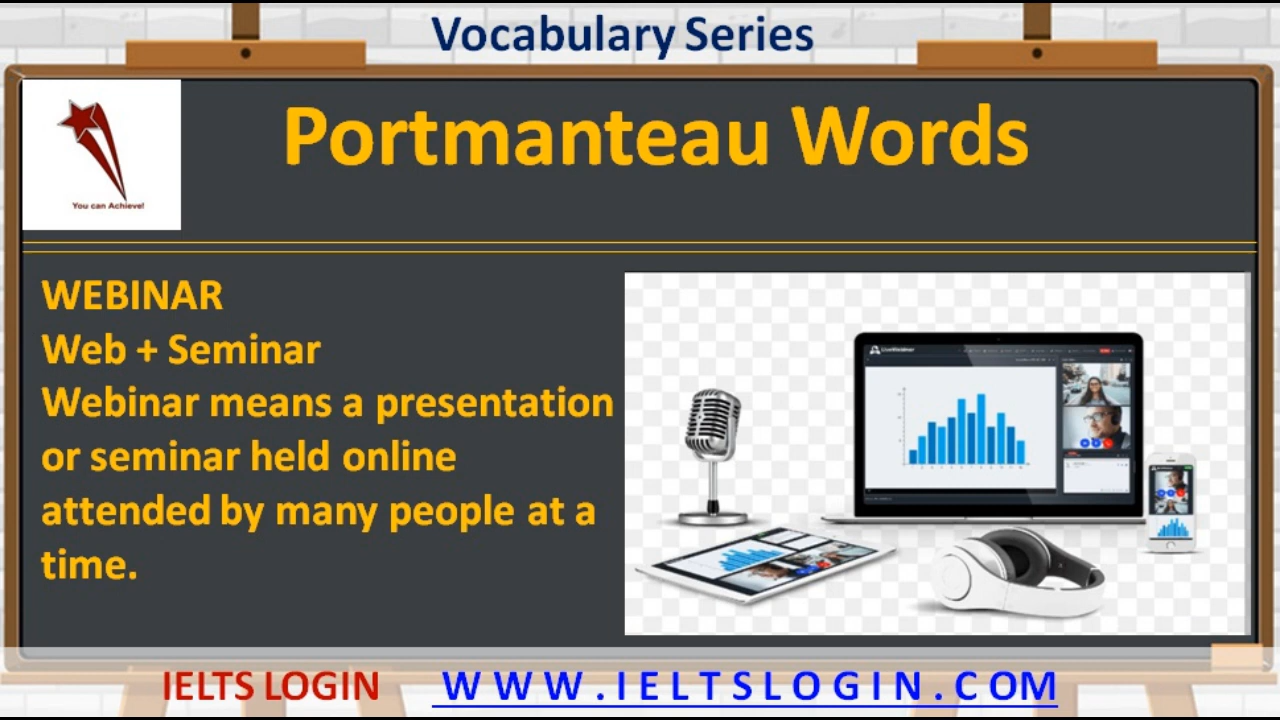 Vocabulary Series
Portmanteau Words
You can Achieve!
WEBINAR
Web + Seminar
Webinar means a presentation
or seminar held online
attended by many people at a
time.
LiveWebinar
IELTS LOGIN WWW.IELTSLOGIN.COM